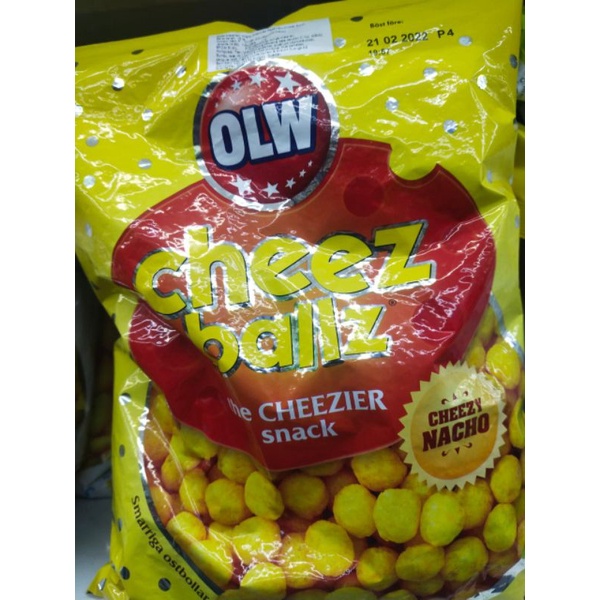 Bäst före:
21 02 2022 P4
OLW
cheez
ballz®
the CHEEZIER
snack
CHEEZY
NACHO
Smarriga ostbollar